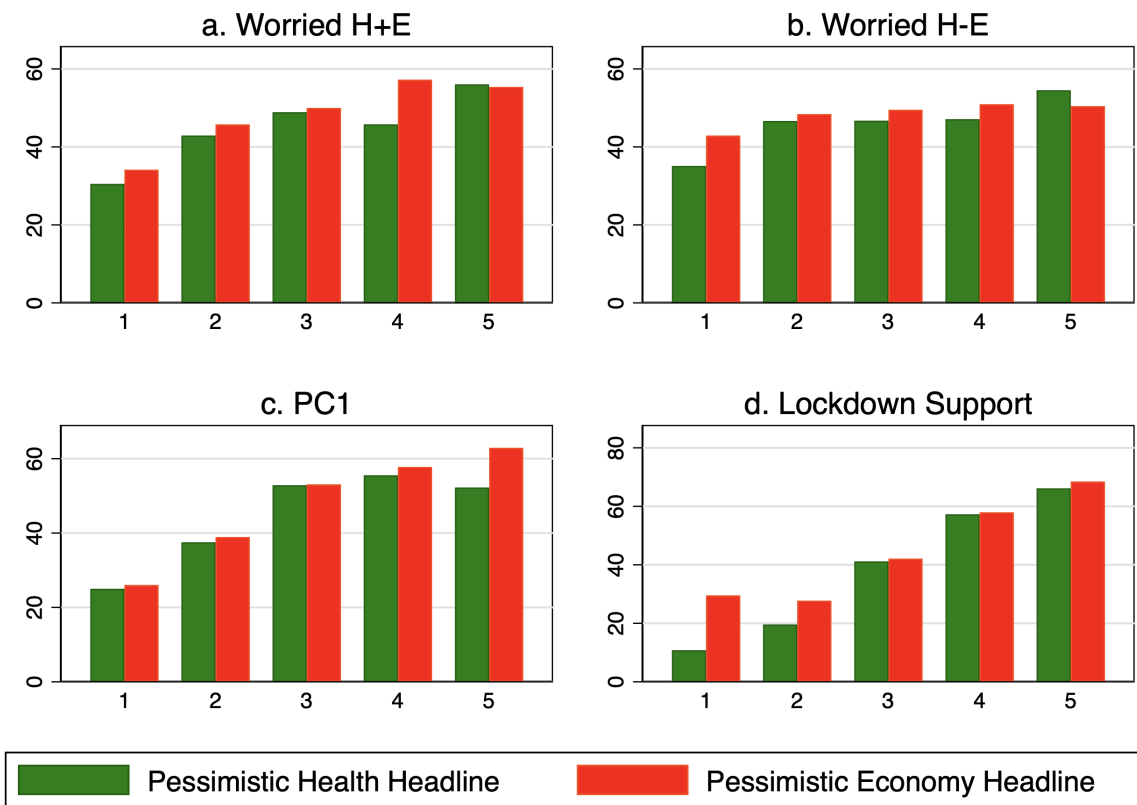 a. Worried H+E
60
40
20
0
1 2 3 4 5
b. Worried H-E
60
40
20
0
1 2 3 4 5
c. PC1
60
40
20
0
1 2 3 4 5
d. Lockdown Support
80
60
40
20
0
1 2 3 4 5
Pessimistic Health Headline
Pessimistic Economy Headline